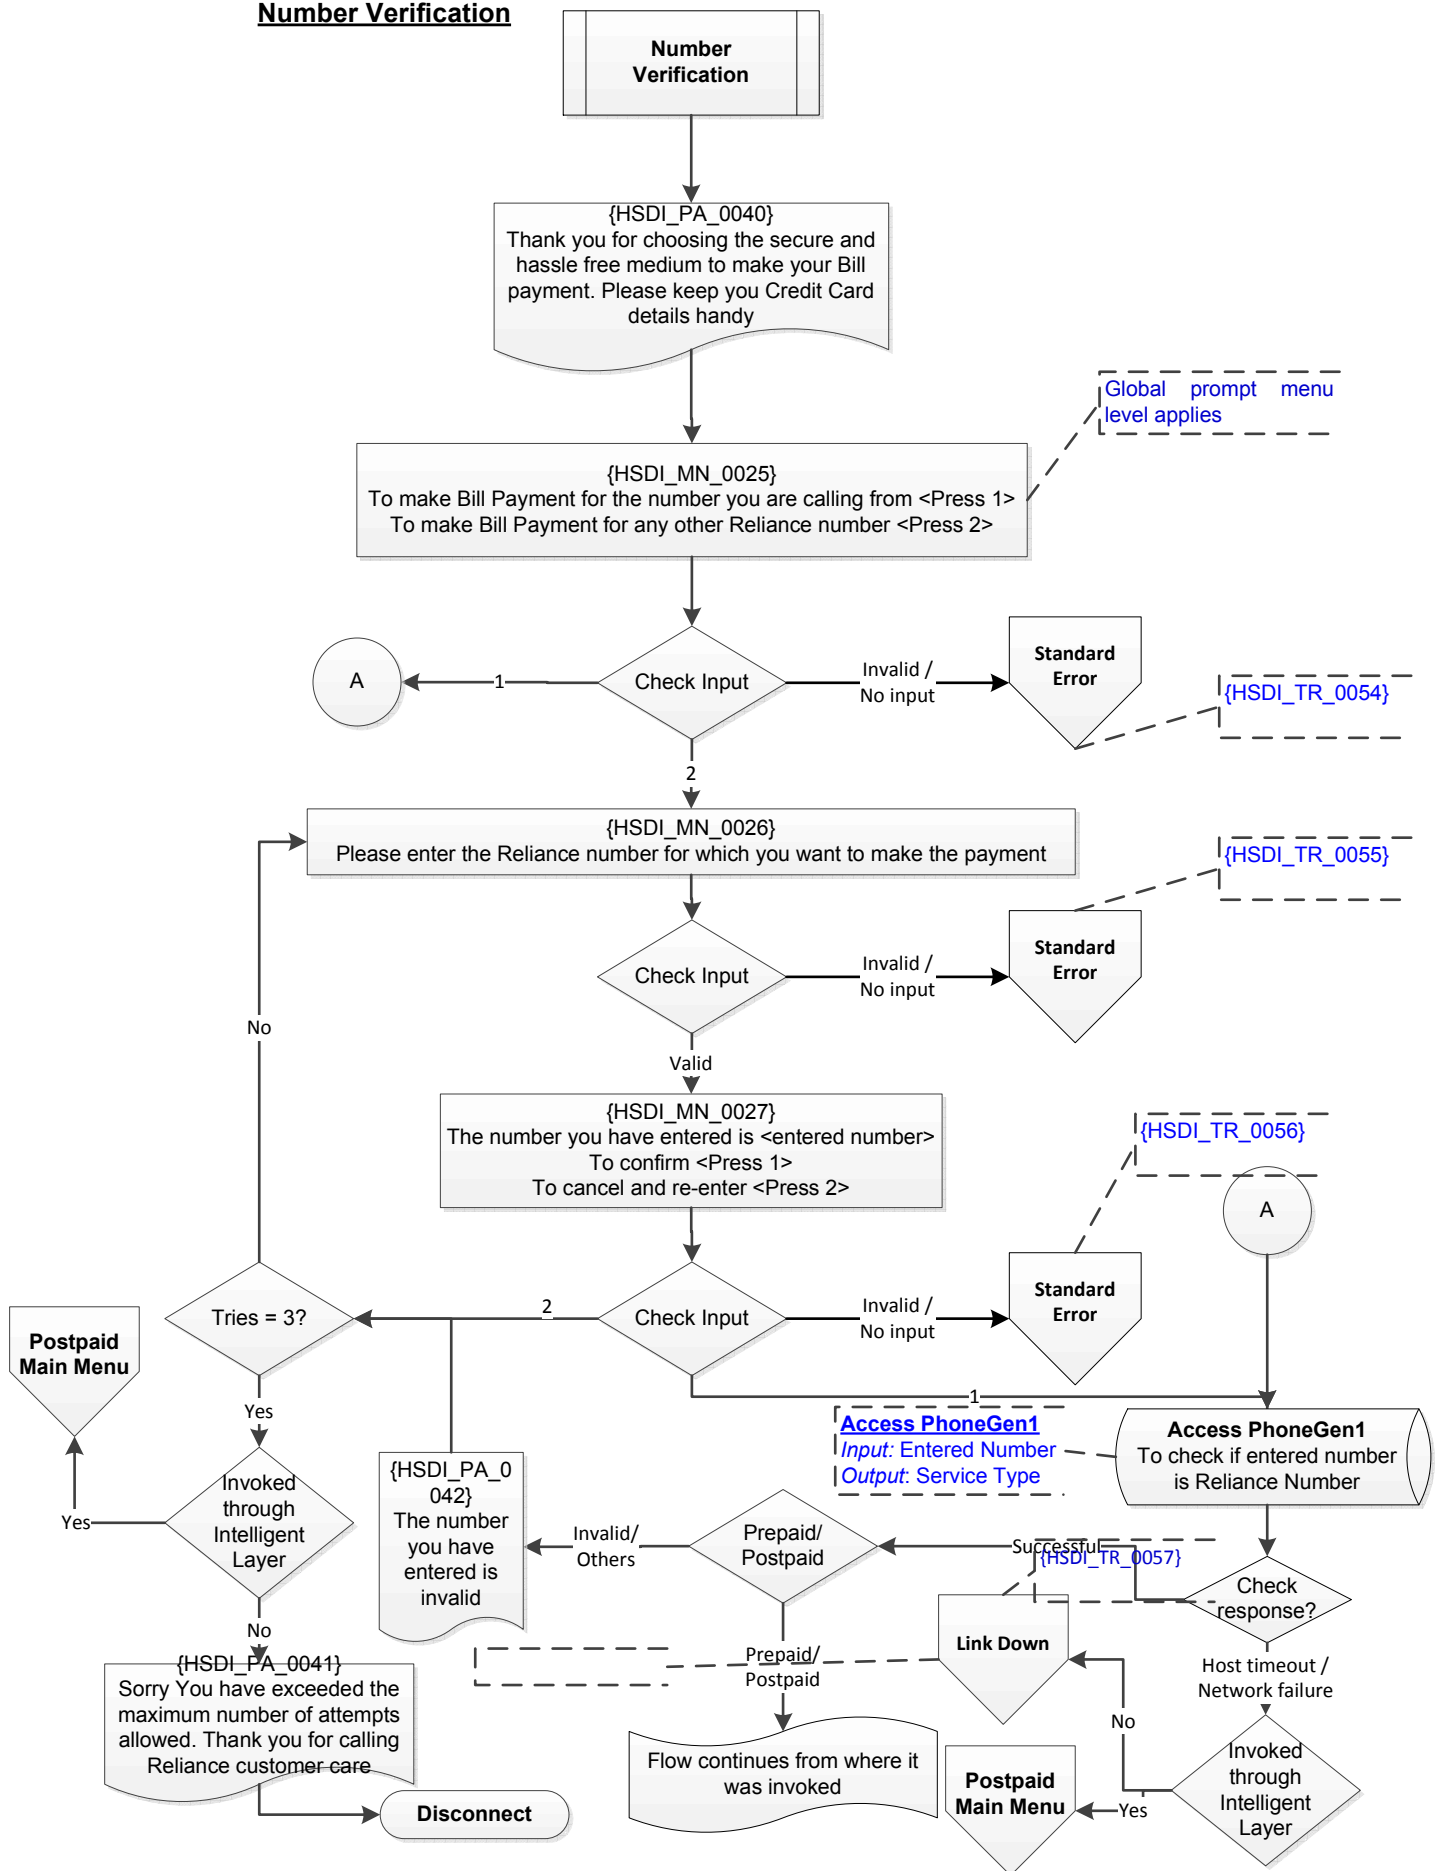 Number Verification
Number
Verification
{HSDI_PA_0040}
Thank you for choosing the secure and
hassle free medium to make your Bill
payment. Please keep you Credit Card
details handy
Global prompt menu
level applies
{HSDI_MN_0025}
To make Bill Payment for the number you are calling from <Press 1>
To make Bill Payment for any other Reliance number <Press 2>
A
1
Check Input
Invalid /
No input
Standard
Error
{HSDI_TR_0054}
2
{HSDI_MN_0026}
Please enter the Reliance number for which you want to make the payment
{HSDI_TR_0055}
Check Input
Invalid /
No input
Standard
Error
No
Valid
{HSDI_MN_0027}
The number you have entered is <entered number>
To confirm <Press 1>
To cancel and re-enter <Press 2>
{HSDI_TR_0056}
A
Tries = 3?
2
Check Input
Invalid /
No input
Standard
Error
Postpaid
Main Menu
Yes
1
Access PhoneGen1
Input: Entered Number
Output: Service Type
Access PhoneGen1
To check if entered number
is Reliance Number
Invoked
through
Intelligent
Layer
Yes
{HSDI_PA_0
042}
The number
you have
entered is
invalid
Invalid/
Others
Prepaid/
Postpaid
Successful
{HSDI_TR_0057}
Check
response?
No
Link Down
Prepaid/
Postpaid
Host timeout /
Network failure
{HSDI_PA_0041}
Sorry You have exceeded the
maximum number of attempts
allowed. Thank you for calling
Reliance customer care
No
Flow continues from where it
was invoked
Postpaid
Main Menu
Yes
Invoked
through
Intelligent
Layer
Disconnect